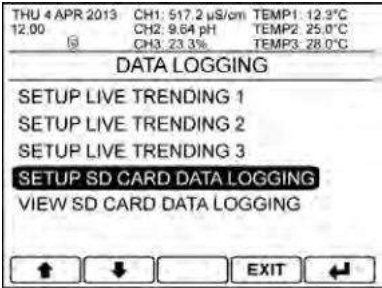 THU 4 APR 2013 CH1: 517.2 µS/cm TEMP1: 12.3°C
12.00 CH2: 9.64 pH TEMP2: 25.0°C
CH3: 23.3% TEMP3: 28.0°C
DATA LOGGING
SETUP LIVE TRENDING 1
SETUP LIVE TRENDING 2
SETUP LIVE TRENDING 3
SETUP SD CARD DATA LOGGING
VIEW SD CARD DATA LOGGING
EXIT